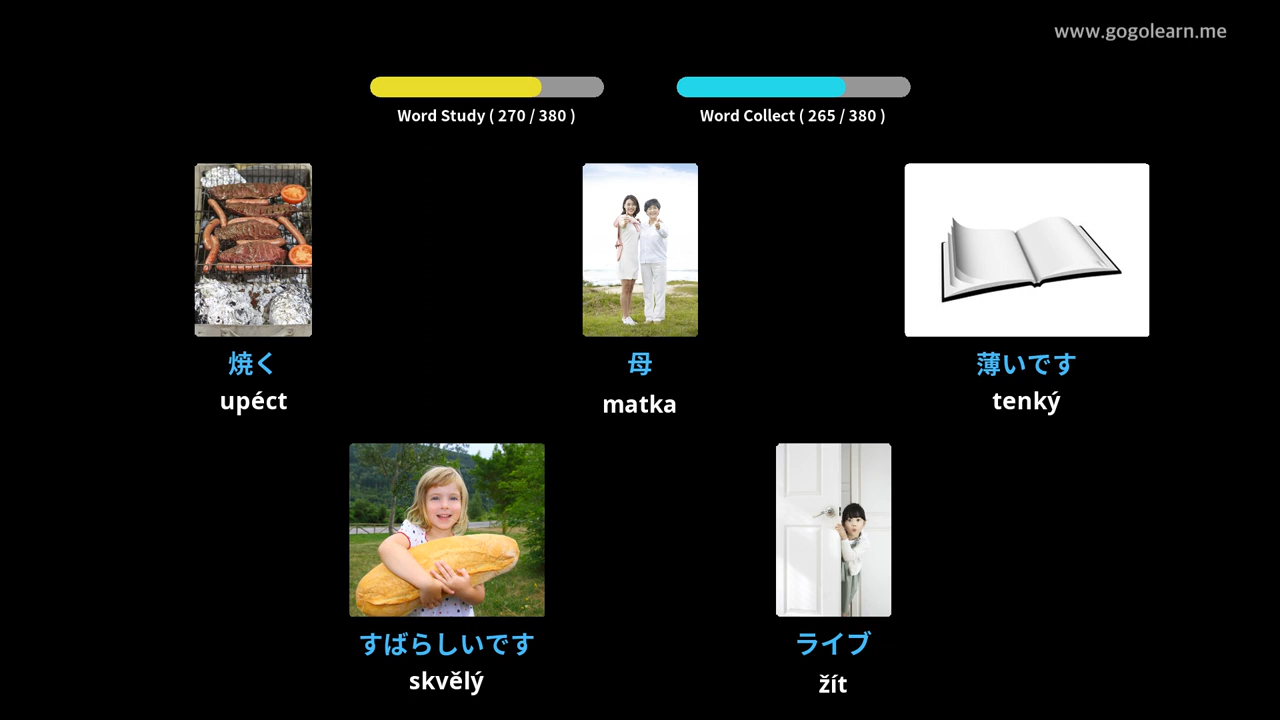 www.gogolearn.me
Word Study ( 270 / 380 )
Word Collect ( 265 / 380 )
焼く
upéct
母
matka
薄いです
tenký
すばらしいです
skvělý
ライブ
žít